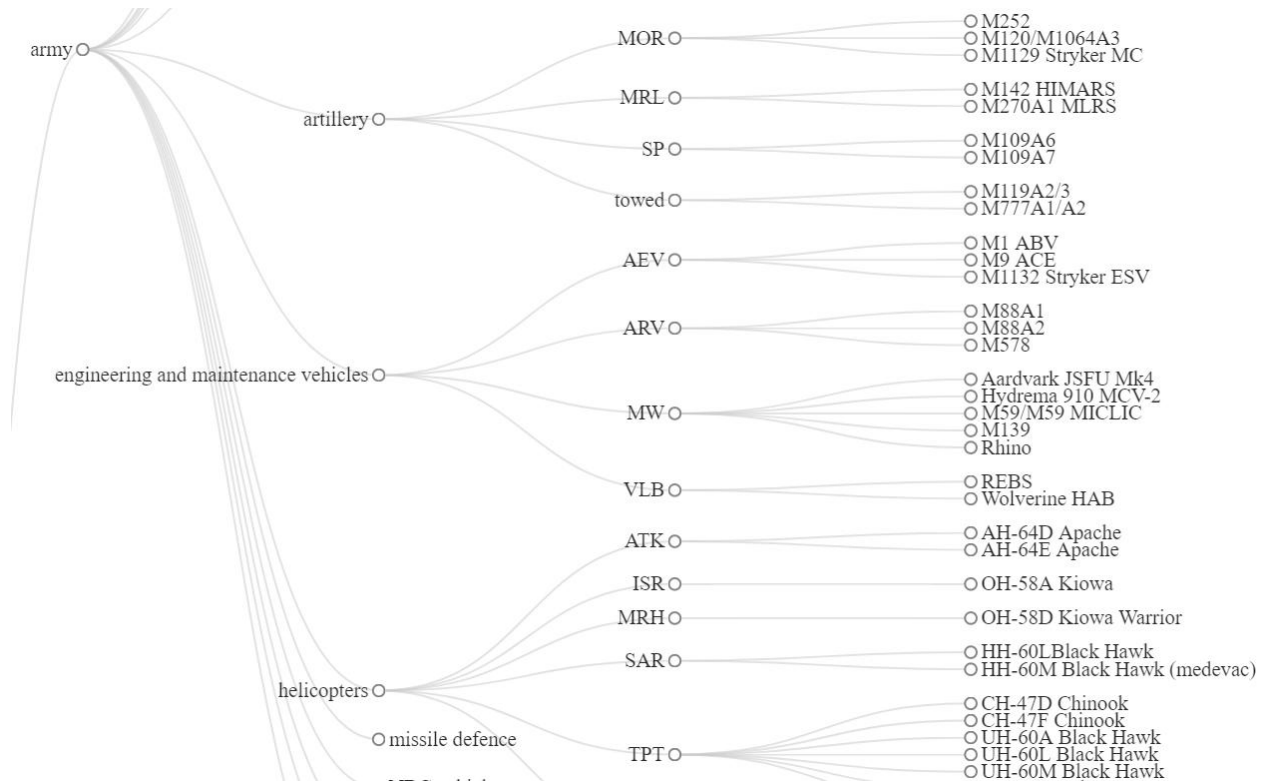 army
artillery
MOR
M252
M120/M1064A3
M1129 Stryker MC
MRL
M142 HIMARS
M270A1 MLRS
SP
M109A6
M109A7
towed
M119A2/3
M777A1/A2
engineering and maintenance vehicles
AEV
M1 ABV
M9 ACE
M1132 Stryker ESV
ARV
M88A1
M88A2
M578
MW
Aardvark JSFU Mk4
Hydrema 910 MCV-2
M59/M59 MICLIC
M139
Rhino
VLB
REBS
Wolverine HAB
helicopters
ATK
AH-64D Apache
AH-64E Apache
ISR
OH-58A Kiowa
MRH
OH-58D Kiowa Warrior
SAR
HH-60LBlack Hawk
HH-60M Black Hawk (medevac)
TPT
CH-47D Chinook
CH-47F Chinook
UH-60A Black Hawk
UH-60L Black Hawk
UH-60M Black Hawk
missile defence